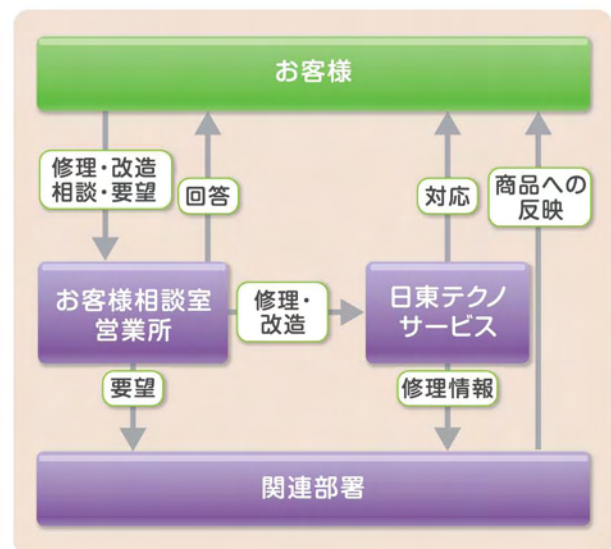 お客様
修理・改造
相談・要望
回答
対応
商品への
反映
お客様相談室
営業所
修理・
改造
日東テクノ
サービス
要望
修理情報
関連部署